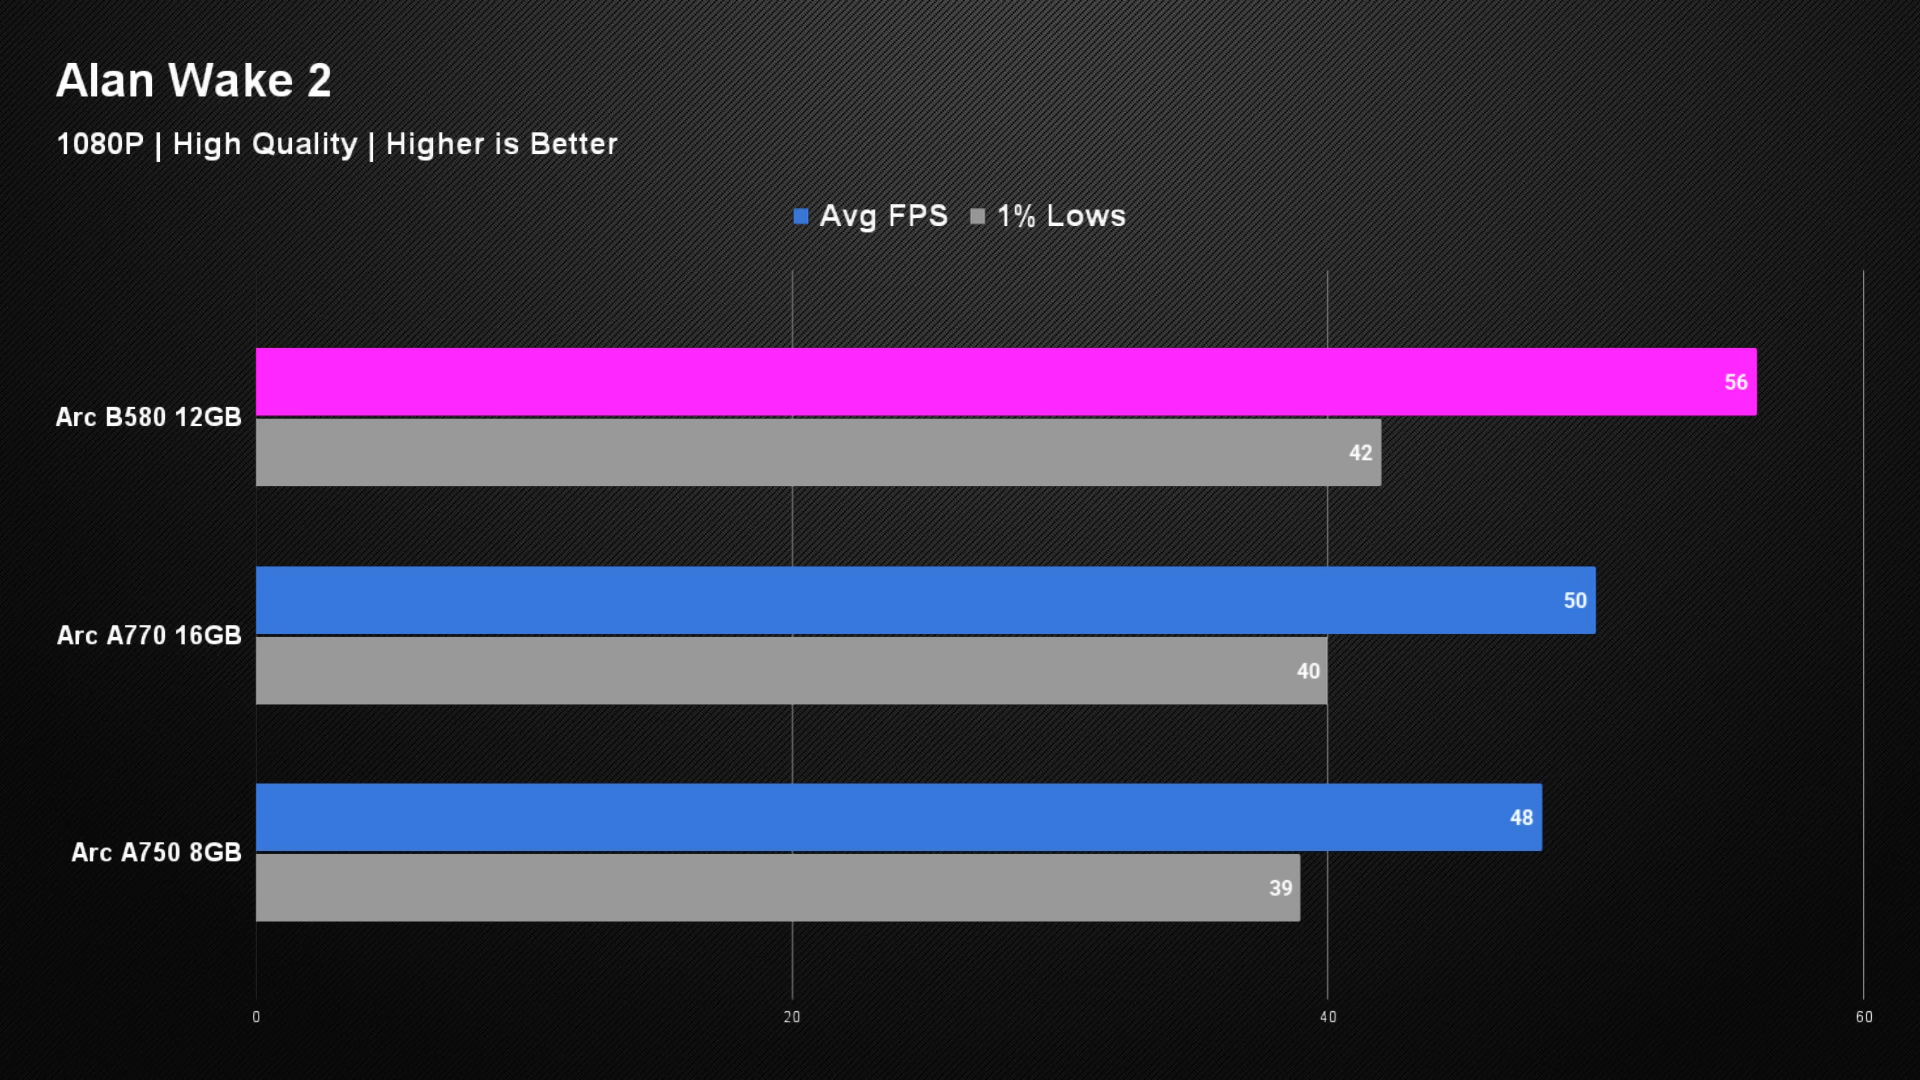 Alan Wake 2
1080P | High Quality | Higher is Better
Avg FPS 1% Lows
56
Arc B580 12GB
42
50
Arc A770 16GB
40
48
Arc A750 8GB
39
0 20 40 60